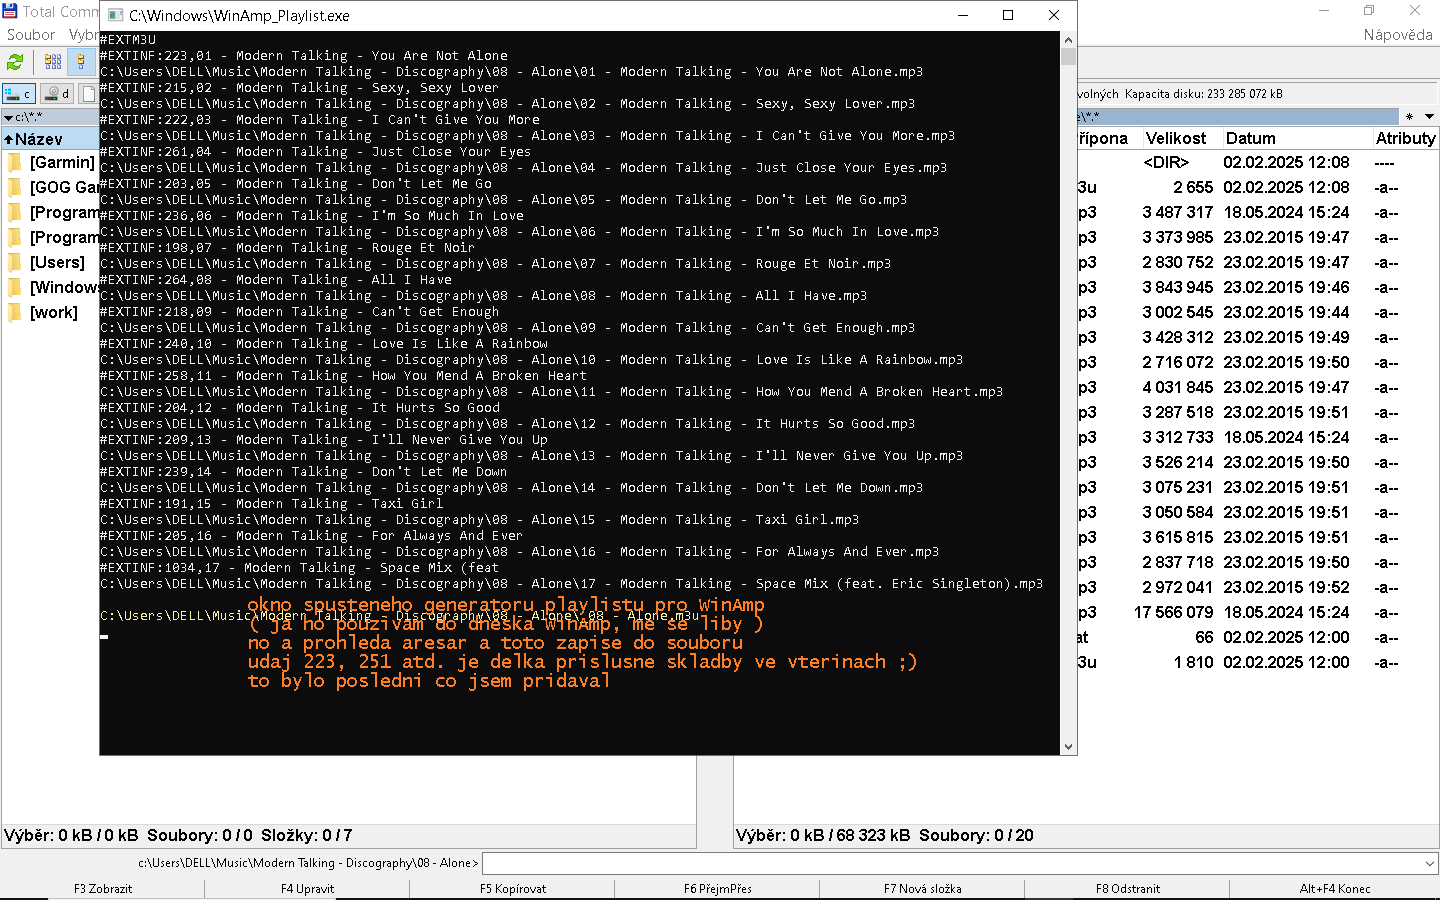 Total Comm
C:\Windows\WinAmp_Playlist.exe
Soubor Vybr
Nápověda
c
d
volných Kapacita disku: 233 285 072 kB
c:\*.*
e\*.*
Název
[Garmin]
[GOG Gar
[Program
[Program
[Users]
[Window
[work]
#EXTM3U
#EXTINF:223,01 - Modern Talking - You Are Not Alone
C:\Users\DELL\Music\Modern Talking - Discography\08 - Alone\01 - Modern Talking - You Are Not Alone.mp3
#EXTINF:215,02 - Modern Talking - Sexy, Sexy Lover
C:\Users\DELL\Music\Modern Talking - Discography\08 - Alone\02 - Modern Talking - Sexy, Sexy Lover.mp3
#EXTINF:222,03 - Modern Talking - I Can't Give You More
C:\Users\DELL\Music\Modern Talking - Discography\08 - Alone\03 - Modern Talking - I Can't Give You More.mp3
#EXTINF:261,04 - Modern Talking - Just Close Your Eyes
C:\Users\DELL\Music\Modern Talking - Discography\08 - Alone\04 - Modern Talking - Just Close Your Eyes.mp3
#EXTINF:203,05 - Modern Talking - Don't Let Me Go
C:\Users\DELL\Music\Modern Talking - Discography\08 - Alone\05 - Modern Talking - Don't Let Me Go.mp3
#EXTINF:236,06 - Modern Talking - I'm So Much In Love
C:\Users\DELL\Music\Modern Talking - Discography\08 - Alone\06 - Modern Talking - I'm So Much In Love.mp3
#EXTINF:198,07 - Modern Talking - Rouge Et Noir
C:\Users\DELL\Music\Modern Talking - Discography\08 - Alone\07 - Modern Talking - Rouge Et Noir.mp3
#EXTINF:264,08 - Modern Talking - All I Have
C:\Users\DELL\Music\Modern Talking - Discography\08 - Alone\08 - Modern Talking - All I Have.mp3
#EXTINF:218,09 - Modern Talking - Can't Get Enough
C:\Users\DELL\Music\Modern Talking - Discography\08 - Alone\09 - Modern Talking - Can't Get Enough.mp3
#EXTINF:240,10 - Modern Talking - Love Is Like A Rainbow
C:\Users\DELL\Music\Modern Talking - Discography\08 - Alone\10 - Modern Talking - Love Is Like A Rainbow.mp3
#EXTINF:258,11 - Modern Talking - How You Mend A Broken Heart
C:\Users\DELL\Music\Modern Talking - Discography\08 - Alone\11 - Modern Talking - How You Mend A Broken Heart.mp3
#EXTINF:204,12 - Modern Talking - It Hurts So Good
C:\Users\DELL\Music\Modern Talking - Discography\08 - Alone\12 - Modern Talking - It Hurts So Good.mp3
#EXTINF:209,13 - Modern Talking - I'll Never Give You Up
C:\Users\DELL\Music\Modern Talking - Discography\08 - Alone\13 - Modern Talking - I'll Never Give You Up.mp3
#EXTINF:239,14 - Modern Talking - Don't Let Me Down
C:\Users\DELL\Music\Modern Talking - Discography\08 - Alone\14 - Modern Talking - Don't Let Me Down.mp3
#EXTINF:191,15 - Modern Talking - Taxi Girl
C:\Users\DELL\Music\Modern Talking - Discography\08 - Alone\15 - Modern Talking - Taxi Girl.mp3
#EXTINF:205,16 - Modern Talking - For Always And Ever
C:\Users\DELL\Music\Modern Talking - Discography\08 - Alone\16 - Modern Talking - For Always And Ever.mp3
#EXTINF:1034,17 - Modern Talking - Space Mix (feat
C:\Users\DELL\Music\Modern Talking - Discography\08 - Alone\17 - Modern Talking - Space Mix (feat. Eric Singleton).mp3
okno spusteneho generatoru playlistu pro WinAmp
C:\Users\DELL\Music\Modern Talking - Discography\08 - Alone\08 - Alone.m3u
( ja ho pouzivam do dneska WinAmp, me se liby )
no a prohleda aresar a toto zapise do souboru
udaj 223, 251 atd. je delka prislusne skladby ve vterinach ;)
to bylo posledni co jsem pridaval
řípona Velikost Datum Atributy
<DIR> 02.02.2025 12:08 ----
3u 2 655 02.02.2025 12:08 -a--
p3 3 487 317 18.05.2024 15:24 -a--
p3 3 373 985 23.02.2015 19:47 -a--
p3 2 830 752 23.02.2015 19:47 -a--
p3 3 843 945 23.02.2015 19:46 -a--
p3 3 002 545 23.02.2015 19:44 -a--
p3 3 428 312 23.02.2015 19:49 -a--
p3 2 716 072 23.02.2015 19:50 -a--
p3 4 031 845 23.02.2015 19:47 -a--
p3 3 287 518 23.02.2015 19:51 -a--
p3 3 312 733 18.05.2024 15:24 -a--
p3 3 526 214 23.02.2015 19:50 -a--
p3 3 075 231 23.02.2015 19:51 -a--
p3 3 050 584 23.02.2015 19:51 -a--
p3 3 615 815 23.02.2015 19:51 -a--
p3 2 837 718 23.02.2015 19:50 -a--
p3 2 972 041 23.02.2015 19:52 -a--
p3 17 566 079 18.05.2024 15:24 -a--
at 66 02.02.2025 12:00 -a--
3u 1 810 02.02.2025 12:00 -a--
Výběr: 0 kB / 0 kB Soubory: 0 / 0 Složky: 0 / 7
Výběr: 0 kB / 68 323 kB Soubory: 0 / 20
c:\Users\DELL\Music\Modern Talking - Discography\08 - Alone>
F3 Zobrazit F4 Upravit F5 Kopírovat F6 PřejmPřes F7 Nová složka F8 Odstranit Alt+F4 Konec